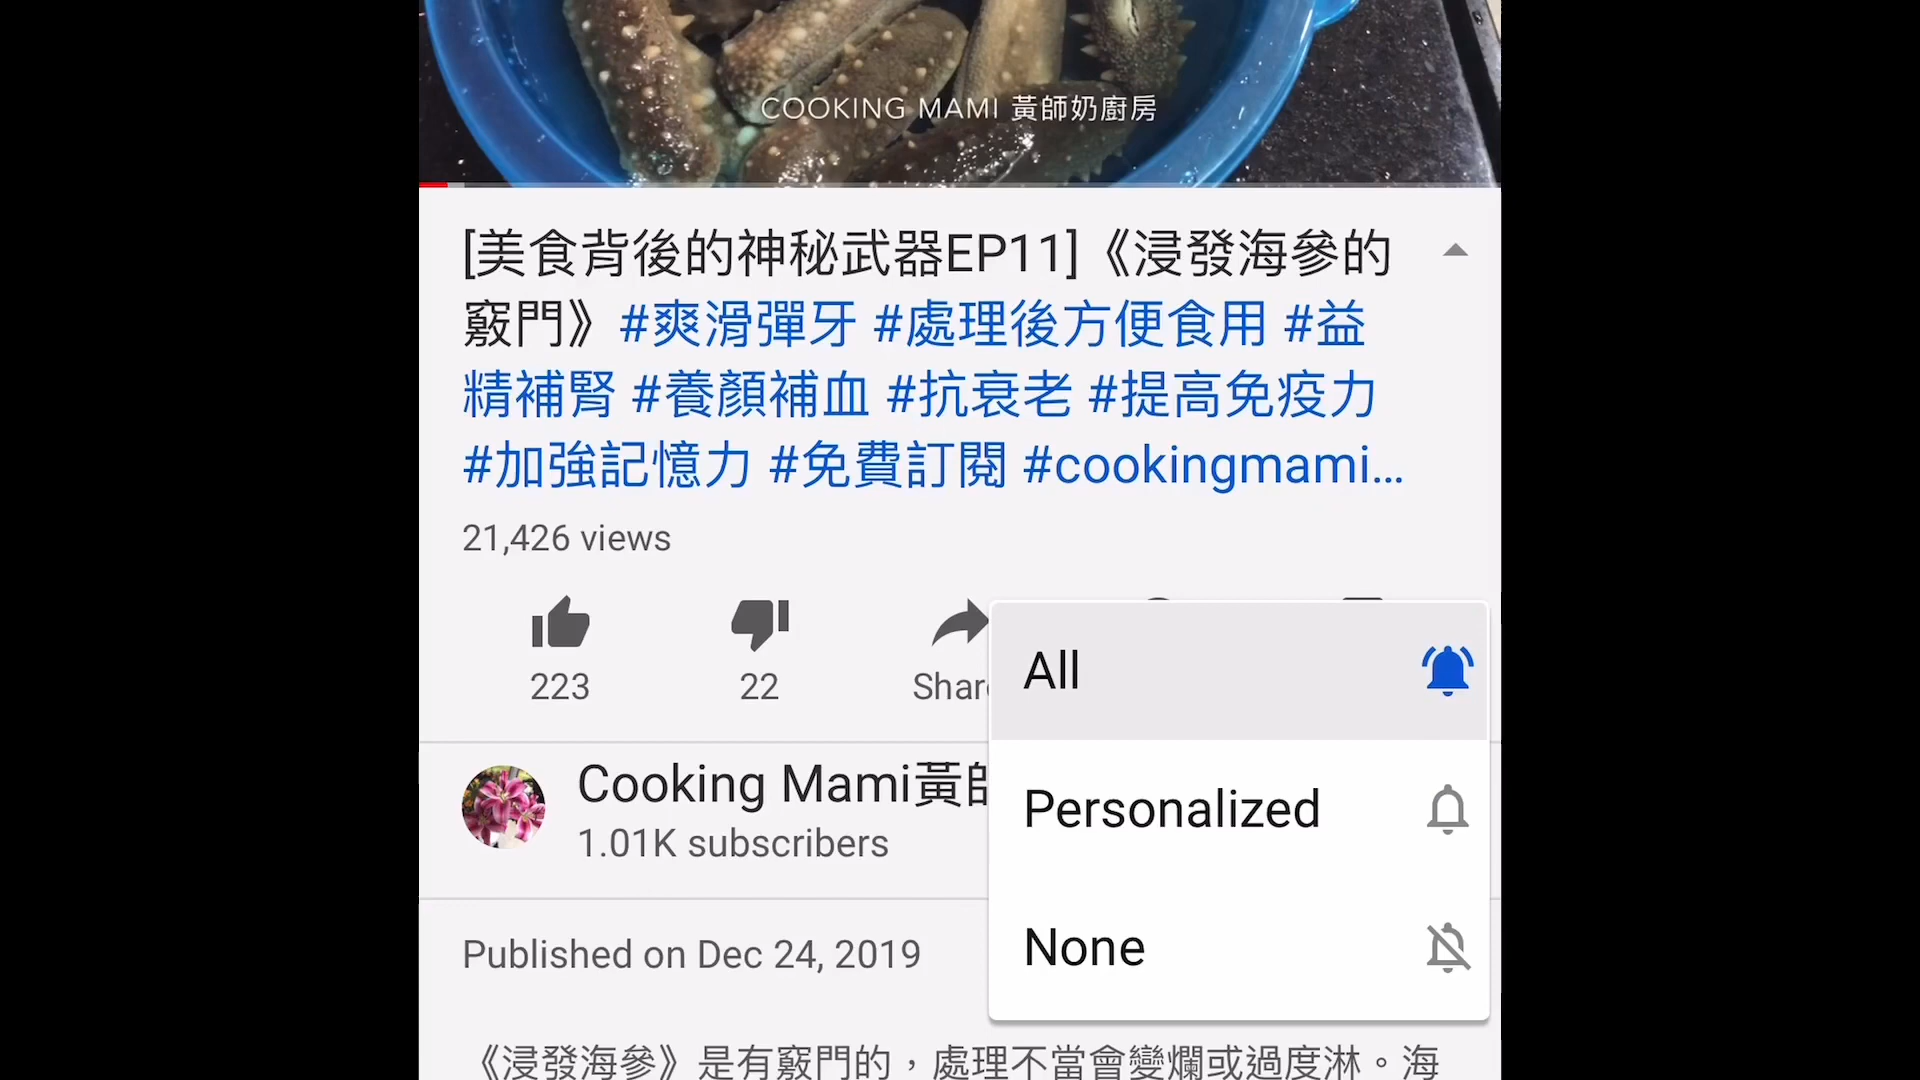 COOKING MAMI 黃師奶廚房
[美食背後的神秘武器EP11]《浸發海參的
竅門》#爽滑彈牙 #處理後方便食用 #益
精補腎 #養顏補血 #抗衰老 #提高免疫力
#加強記憶力 #免費訂閱 #cookingmami...
21,426 views
223
22
Share
All
Personalized
None
Cooking Mami黃師
1.01K subscribers
Published on Dec 24, 2019
《浸發海參》是有竅門的，處理不當會變爛或過度淋。海